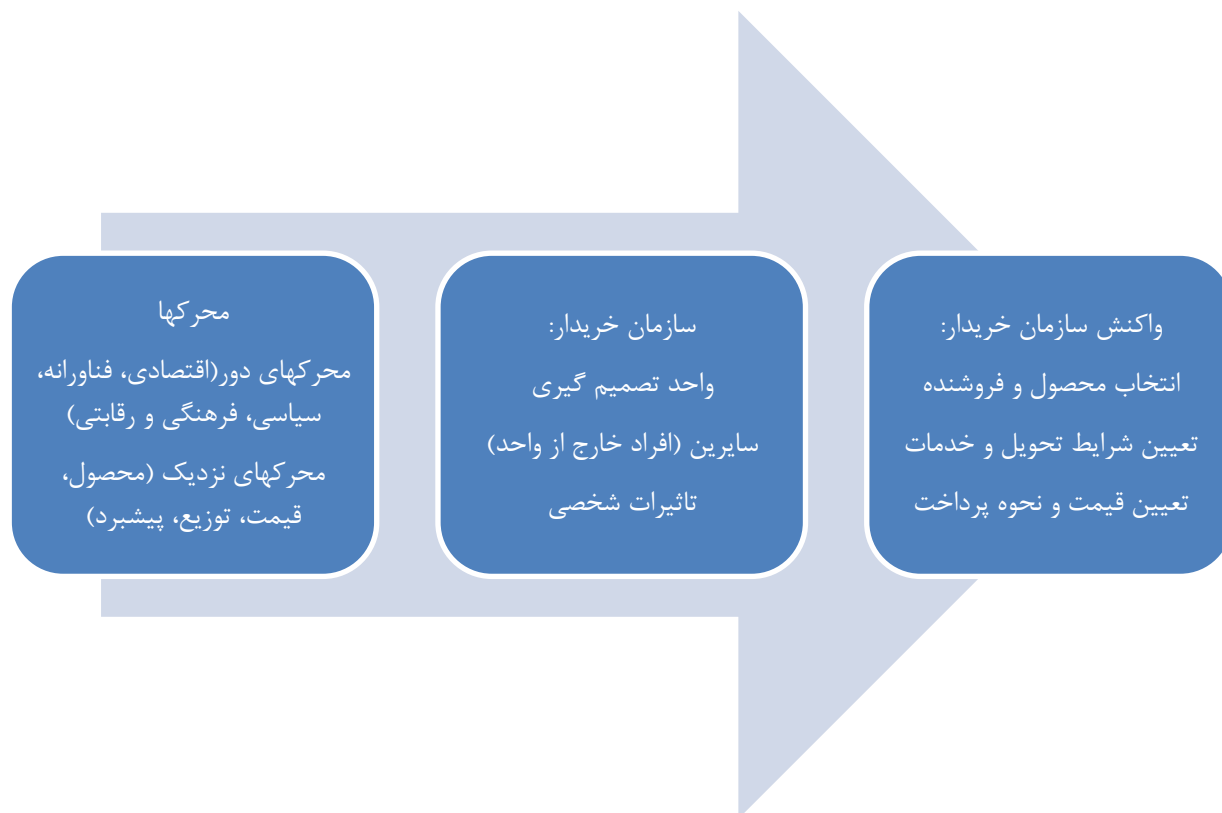 محرکها
محرکهای دور(اقتصادی، فناورانه،
سیاسی، فرهنگی و رقابتی)
محرکهای نزدیک (محصول،
قیمت، توزیع، پیشبرد)
سازمان خریدار:
واحد تصمیم گیری
سایرین (افراد خارج از واحد)
تاثیرات شخصی
واکنش سازمان خریدار:
انتخاب محصول و فروشنده
تعیین شرایط تحویل و خدمات
تعیین قیمت و نحوه پرداخت